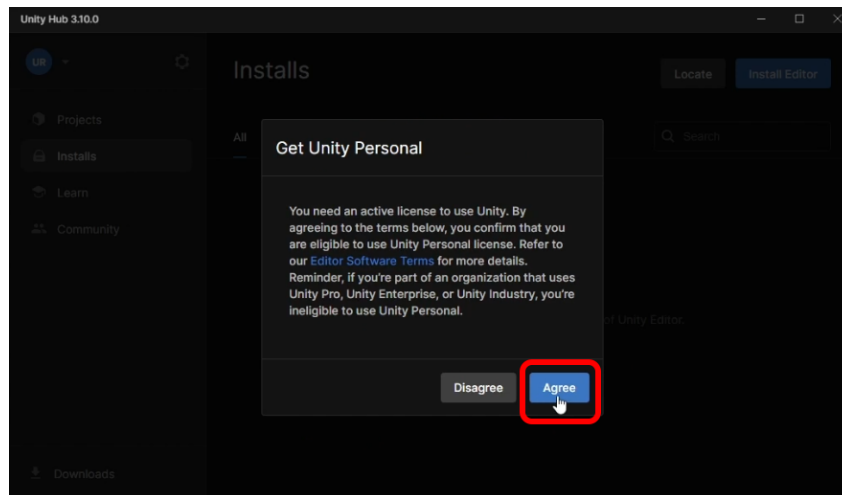 Unity Hub 3.10.0
UR
Installs
Locate
Install Editor
Projects
Installs
Learn
Community
All
Search
Get Unity Personal
You need an active license to use Unity. By
agreeing to the terms below, you confirm that you
are eligible to use Unity Personal license. Refer to
our Editor Software Terms for more details.
Reminder, if you're part of an organization that uses
Unity Pro, Unity Enterprise, or Unity Industry, you're
ineligible to use Unity Personal.
of Unity Editor.
Disagree
Agree
Downloads